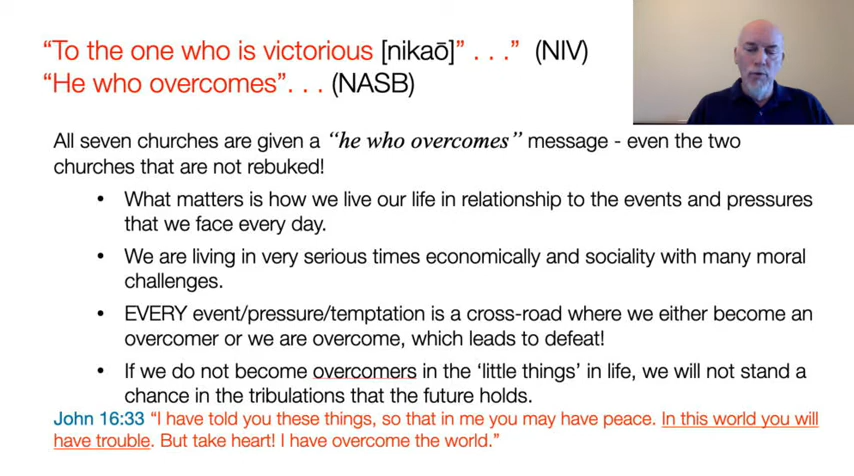 “To the one who is victorious [nikaō]” . . .” (NIV)
“He who overcomes”. . . (NASB)
All seven churches are given a “he who overcomes” message - even the two
churches that are not rebuked!
• What matters is how we live our life in relationship to the events and pressures
that we face every day.
• We are living in very serious times economically and sociality with many moral
challenges.
• EVERY event/pressure/temptation is a cross-road where we either become an
overcomer or we are overcome, which leads to defeat!
• If we do not become overcomers in the ‘little things’ in life, we will not stand a
chance in the tribulations that the future holds.
John 16:33 “I have told you these things, so that in me you may have peace. In this world you will
have trouble. But take heart! I have overcome the world.”